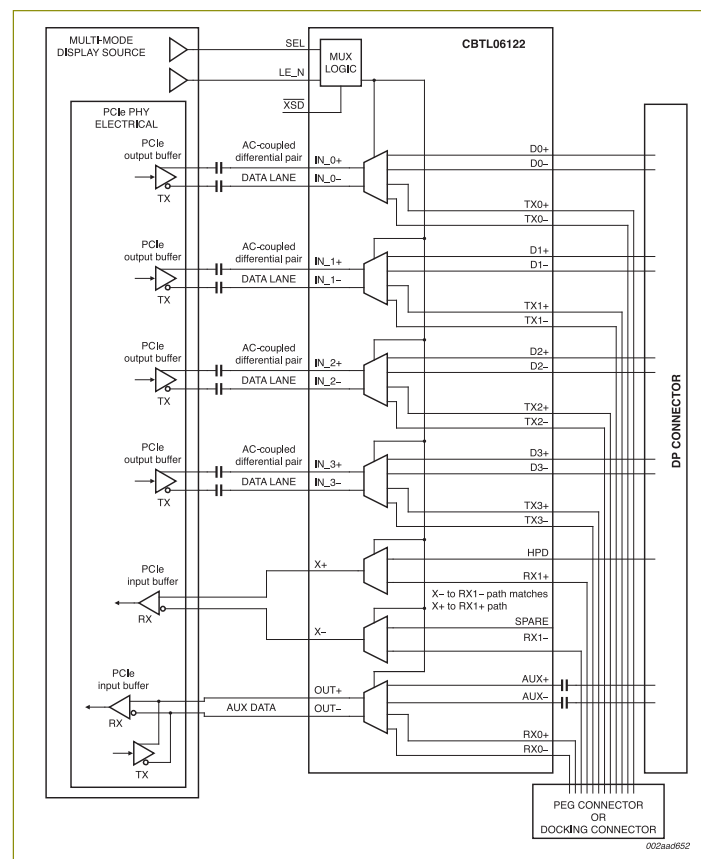 MULTI-MODE
DISPLAY SOURCE
SEL
LE_N
XSD
MUX
LOGIC
CBTL06122
PCIe PHY
ELECTRICAL
PCIe
output buffer
TX
AC-coupled
differential pair
DATA LANE
IN_0+
IN_0−
D0+
D0−
TX0+
TX0−
PCIe
output buffer
TX
AC-coupled
differential pair
DATA LANE
IN_1+
IN_1−
D1+
D1−
TX1+
TX1−
PCIe
output buffer
TX
AC-coupled
differential pair
DATA LANE
IN_2+
IN_2−
D2+
D2−
TX2+
TX2−
PCIe
output buffer
TX
AC-coupled
differential pair
DATA LANE
IN_3+
IN_3−
D3+
D3−
TX3+
TX3−
DP CONNECTOR
PCIe
input buffer
RX
X+
X−
HPD
RX1+
X− to RX1− path matches
X+ to RX1+ path
SPARE
RX1−
PCIe
input buffer
RX
TX
AUX DATA
OUT+
OUT−
AUX+
AUX−
RX0+
RX0−
PEG CONNECTOR
OR
DOCKING CONNECTOR
002aad652